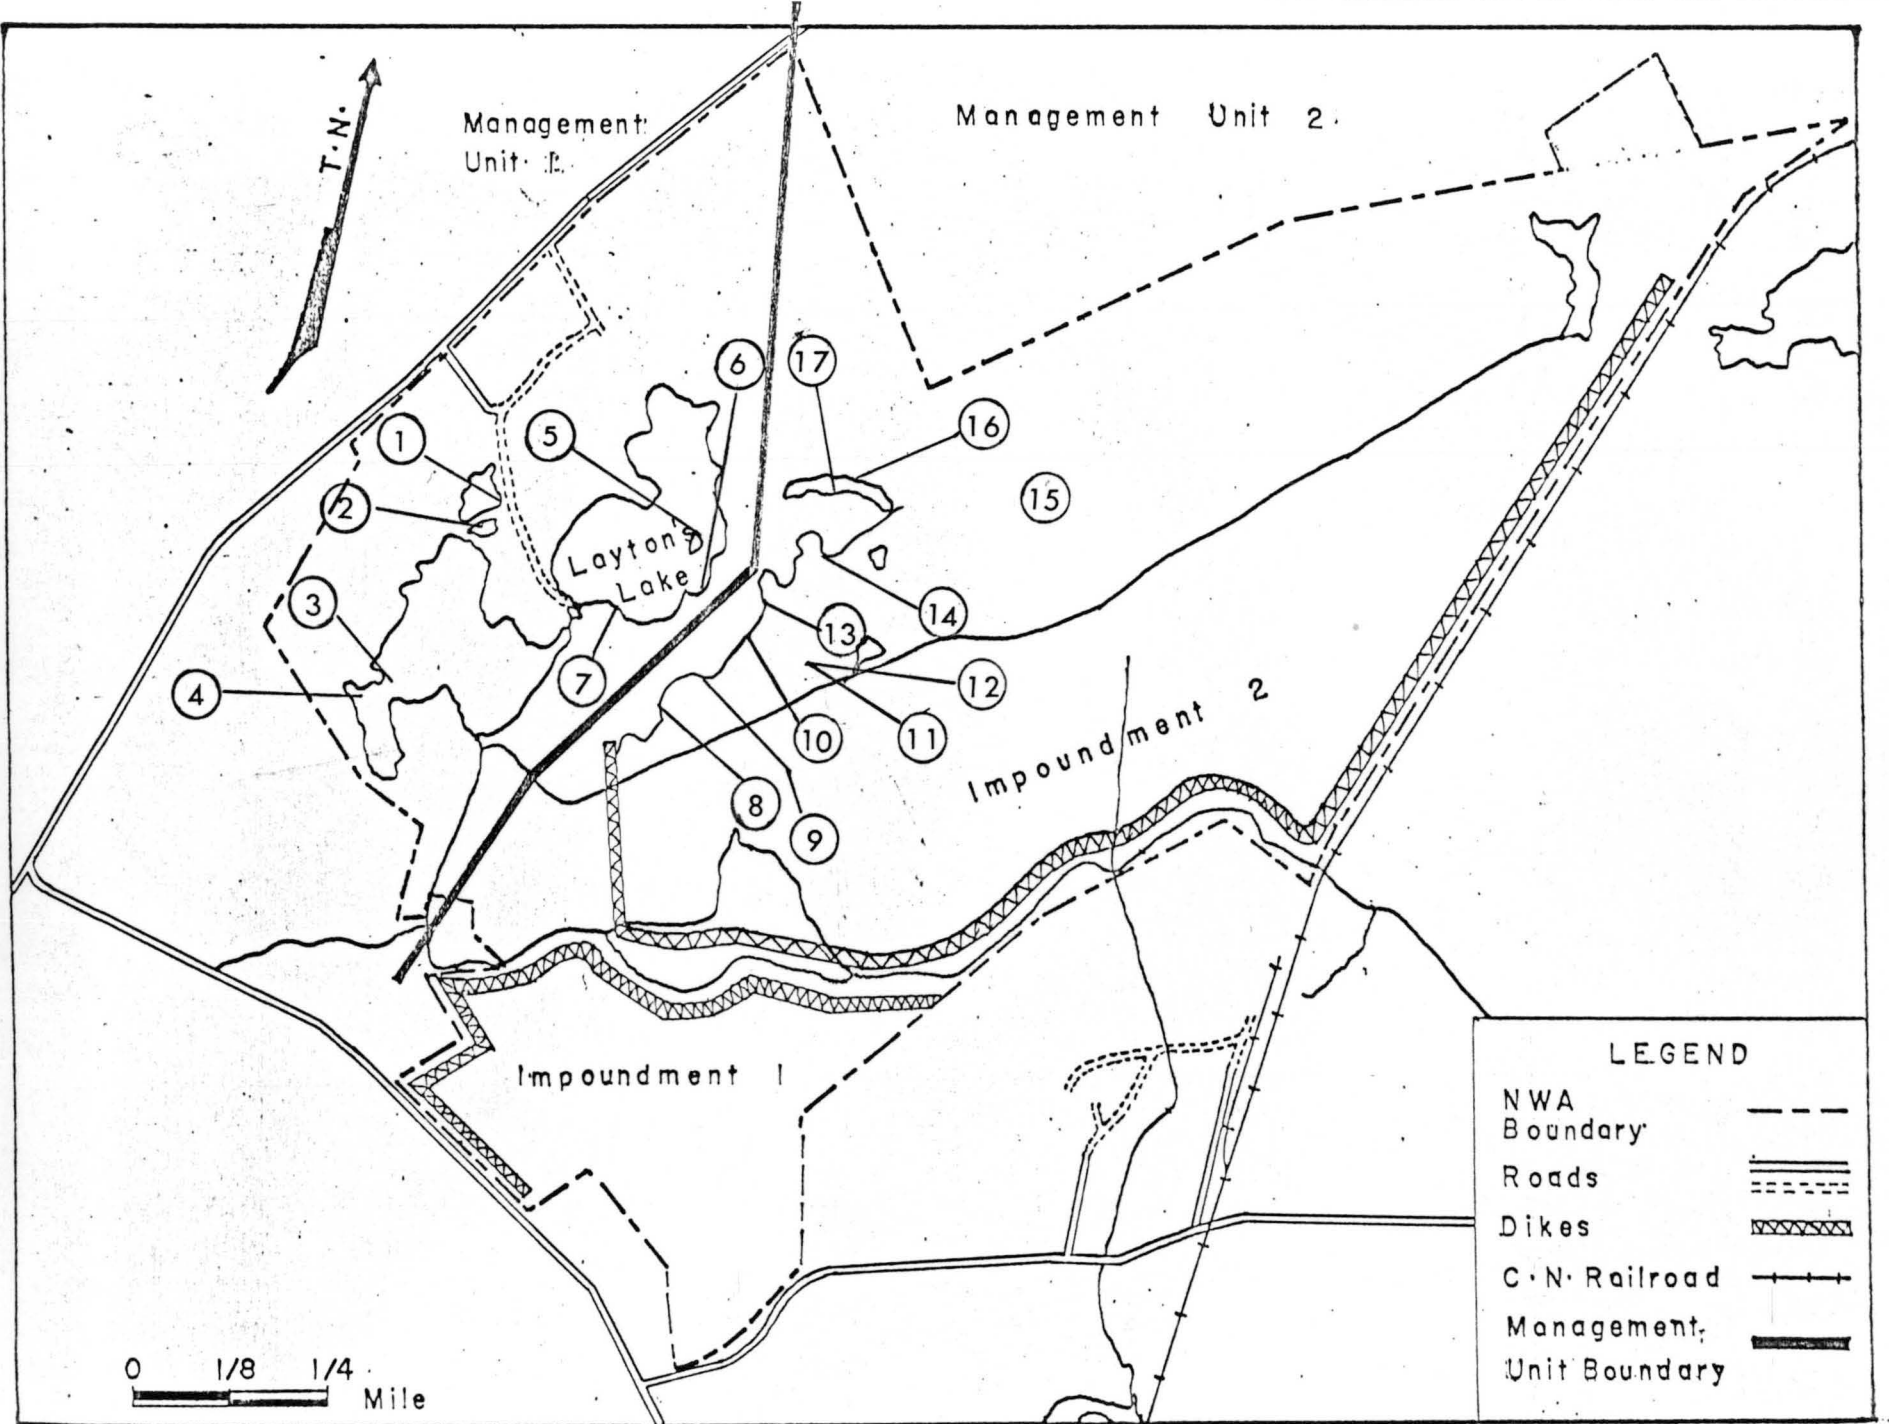 T.N.
Management
Unit 1.
Management Unit 2.
6
17
1
5
16
2
15
Layton's
Lake
3
14
13
4
7
12
10
11
Impoundment 2
8
9
Impoundment 1
LEGEND
NWA
Boundary
Roads
Dikes
C.N. Railroad
Management
Unit Boundary
0 1/8 1/4
Mile